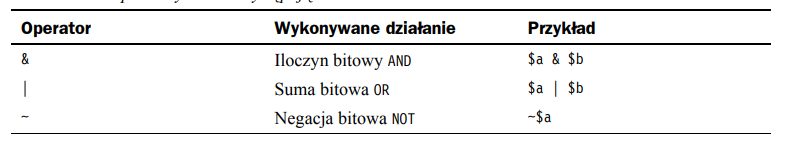 Operator Wykonywane działanie Przykład
& Iloczyn bitowy AND $a & $b
| Suma bitowa OR $a | $b
~ Negacja bitowa NOT ~$a